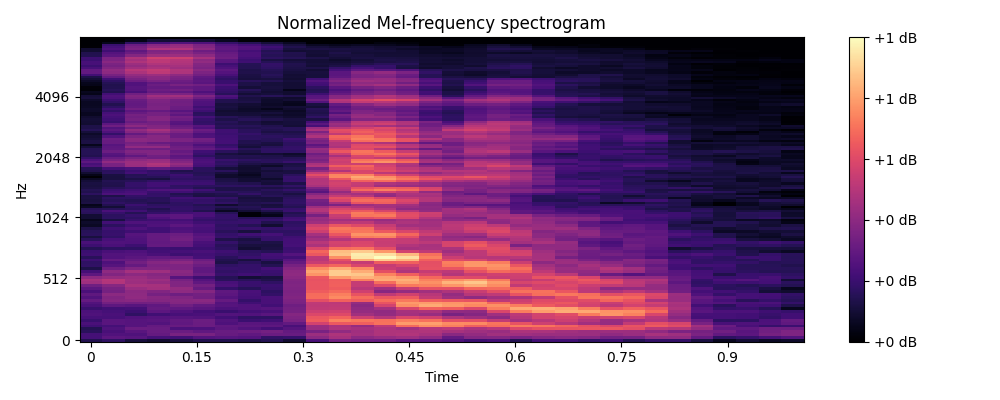 Normalized Mel-frequency spectrogram
Hz
4096
2048
1024
512
0
0 0.15 0.3 0.45 0.6 0.75 0.9
Time
+1 dB
+1 dB
+1 dB
+0 dB
+0 dB
+0 dB